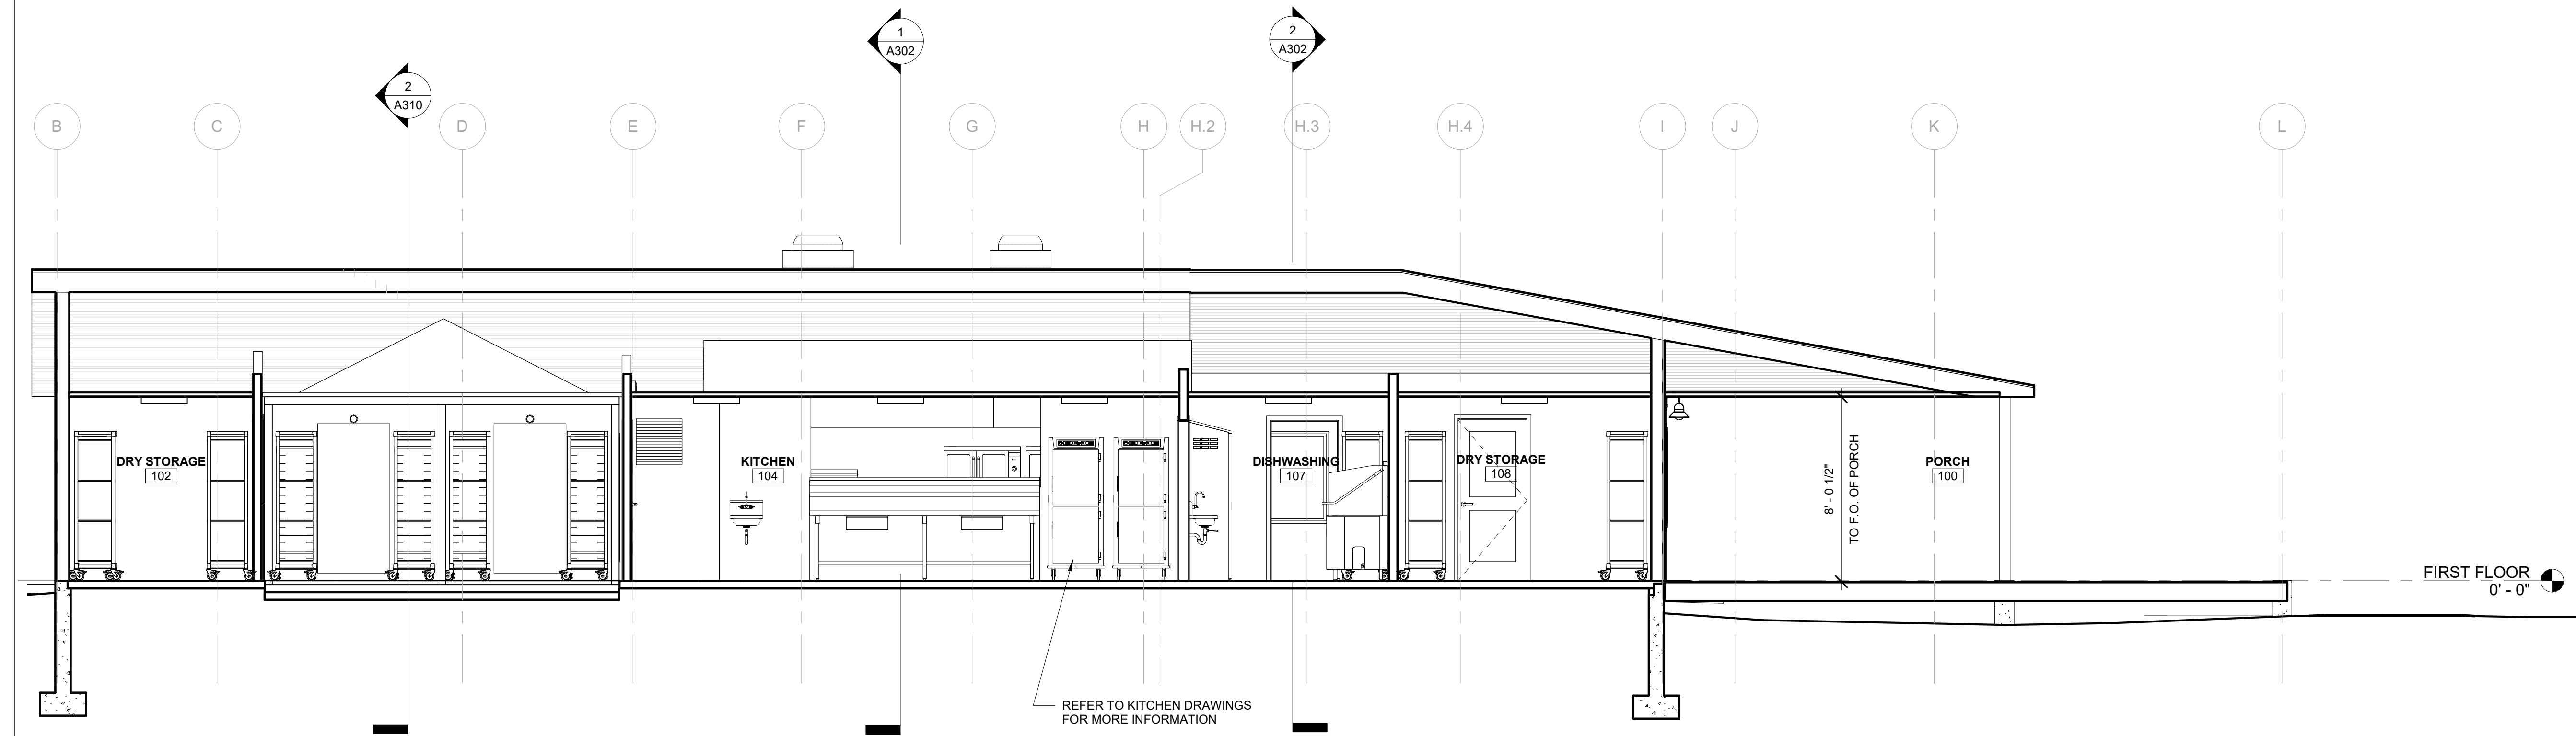 1
A302
2
A302
2
A310
B
C
D
E
F
G
H
H.2
H.3
H.4
I
J
K
L
DRY STORAGE
102
KITCHEN
104
DISHWASHING
107
DRY STORAGE
108
PORCH
100
8' - 0 1/2"
TO F.O. OF PORCH
FIRST FLOOR
0' - 0"
REFER TO KITCHEN DRAWINGS
FOR MORE INFORMATION